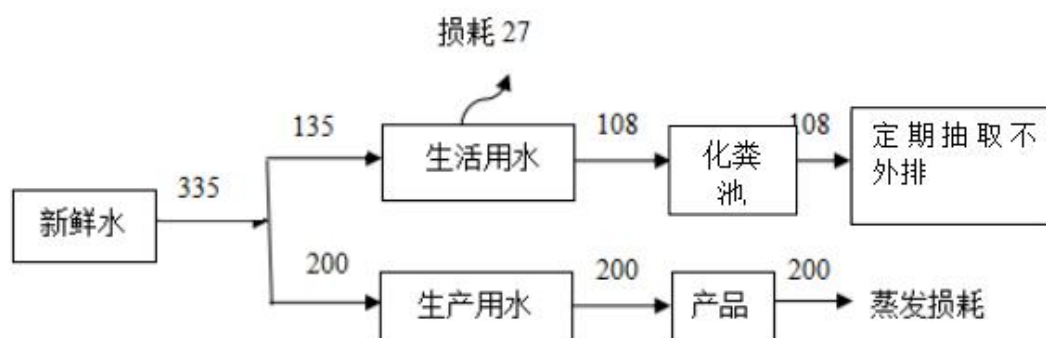 损耗 27
135
生活用水
108
化粪
池
108
定期抽取不
外排
新鲜水
335
200
生产用水
200
产品
200
蒸发损耗